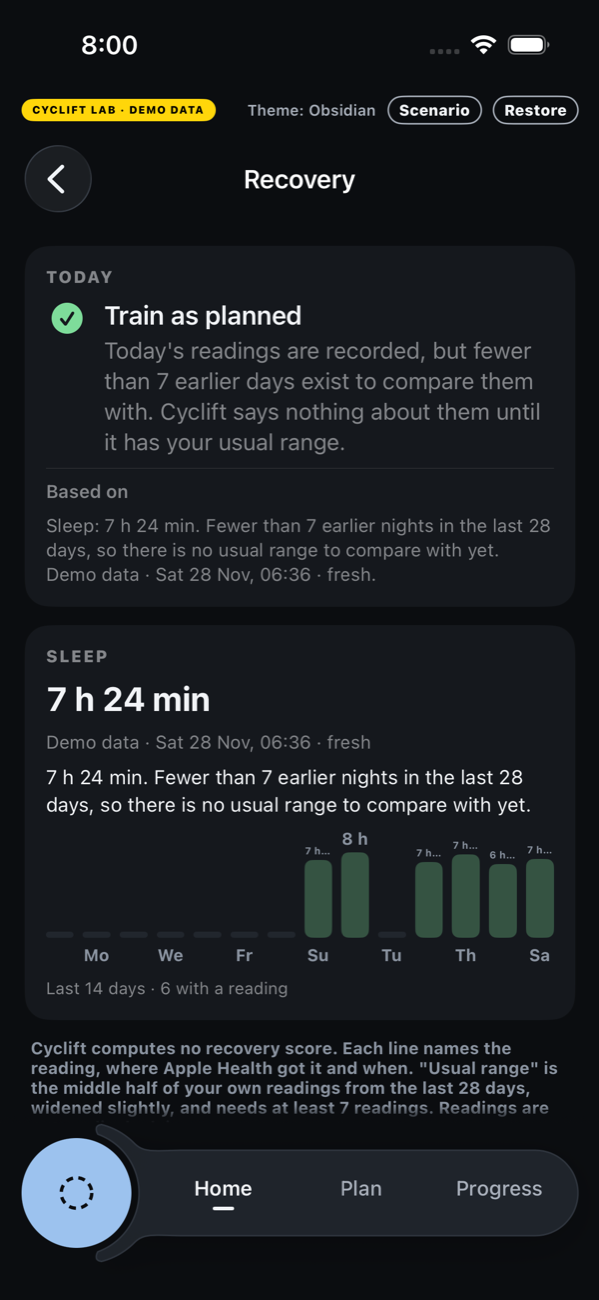 8:00
CYCLIFT LAB · DEMO DATA
Theme: Obsidian
Scenario
Restore
Recovery
TODAY
Train as planned
Today's readings are recorded, but fewer
than 7 earlier days exist to compare them
with. Cyclift says nothing about them until
it has your usual range.
Based on
Sleep: 7 h 24 min. Fewer than 7 earlier nights in the last 28
days, so there is no usual range to compare with yet.
Demo data · Sat 28 Nov, 06:36 · fresh.
SLEEP
7 h 24 min
Demo data · Sat 28 Nov, 06:36 · fresh
7 h 24 min. Fewer than 7 earlier nights in the last 28
days, so there is no usual range to compare with yet.
7 h... 8 h 7 h... 7 h... 6 h... 7 h...
Mo We Fr Su Tu Th Sa
Last 14 days · 6 with a reading
Cyclift computes no recovery score. Each line names the
reading, where Apple Health got it and when. "Usual range" is
the middle half of your own readings from the last 28 days,
widened slightly, and needs at least 7 readings. Readings are
Home
Plan
Progress